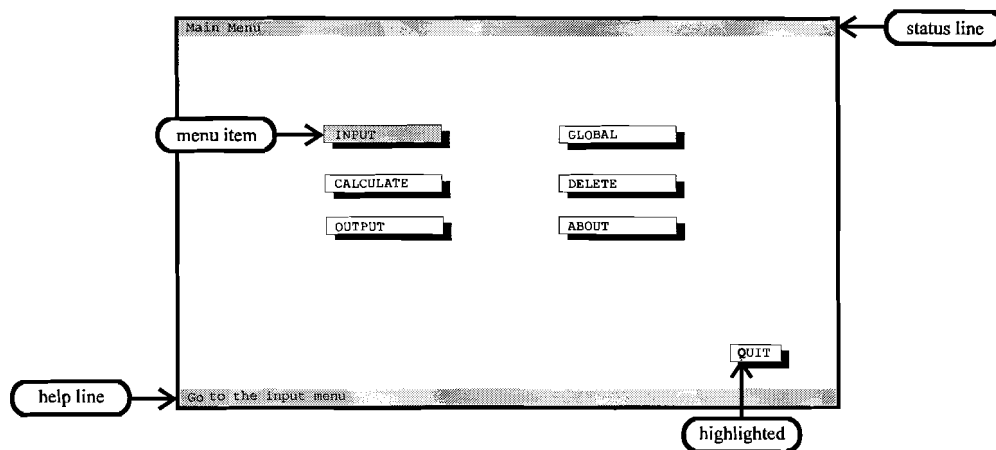 Main Menu
status line
menu item
INPUT
GLOBAL
CALCULATE
DELETE
OUTPUT
ABOUT
QUIT
help line
Go to the input menu
highlighted